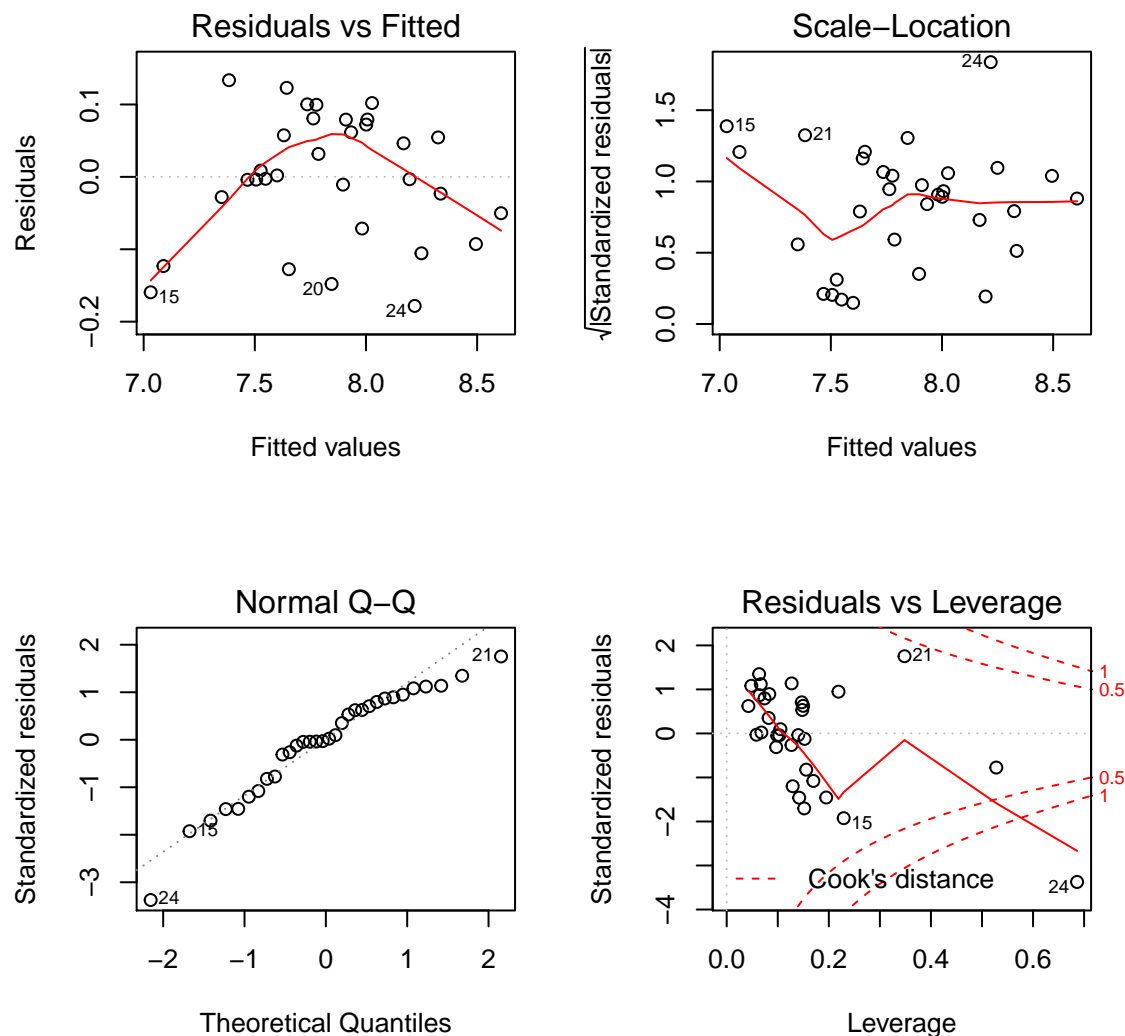 Residuals vs Fitted
Residuals
0.1
0.0
−0.2
15
20
24
7.0 7.5 8.0 8.5
Fitted values
Scale−Location
√|Standardized residuals|
1.5
1.0
0.5
0.0
15
21
24
7.0 7.5 8.0 8.5
Fitted values
Normal Q−Q
Standardized residuals
2
1
0
−1
−3
21
15
24
−2 −1 0 1 2
Theoretical Quantiles
Residuals vs Leverage
Standardized residuals
2
1
0
−2
−4
21
15
24
1
0.5
0.5
1
Cook's distance
0.0 0.2 0.4 0.6
Leverage